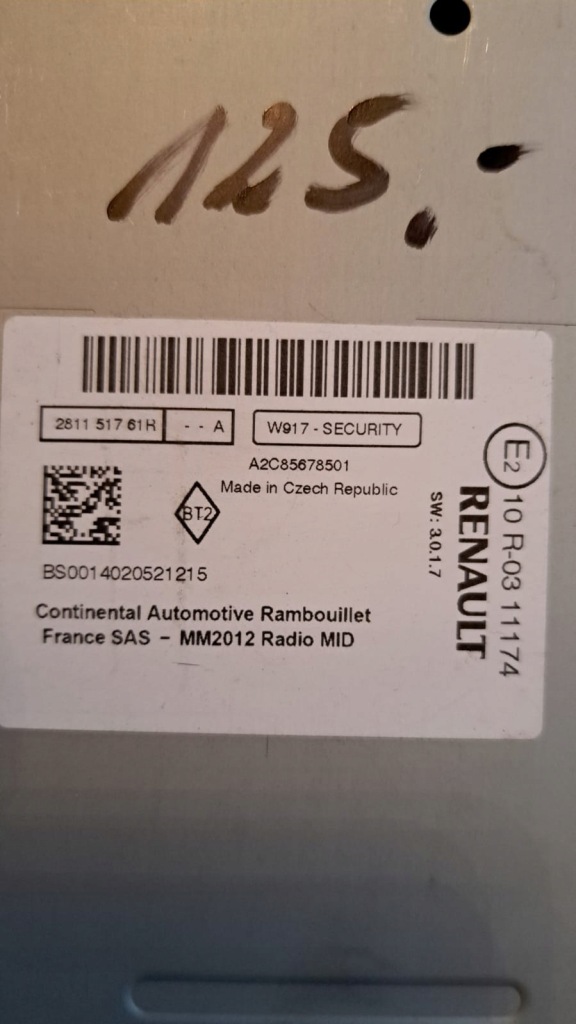 125.-
2811 517 61R - - A W917 - SECURITY
A2C85678501
Made in Czech Republic
BT2
BS0014020521215
Continental Automotive Rambouillet
France SAS - MM2012 Radio MID
SW: 3.0.1.7
RENAULT
E2 10 R-03 11174